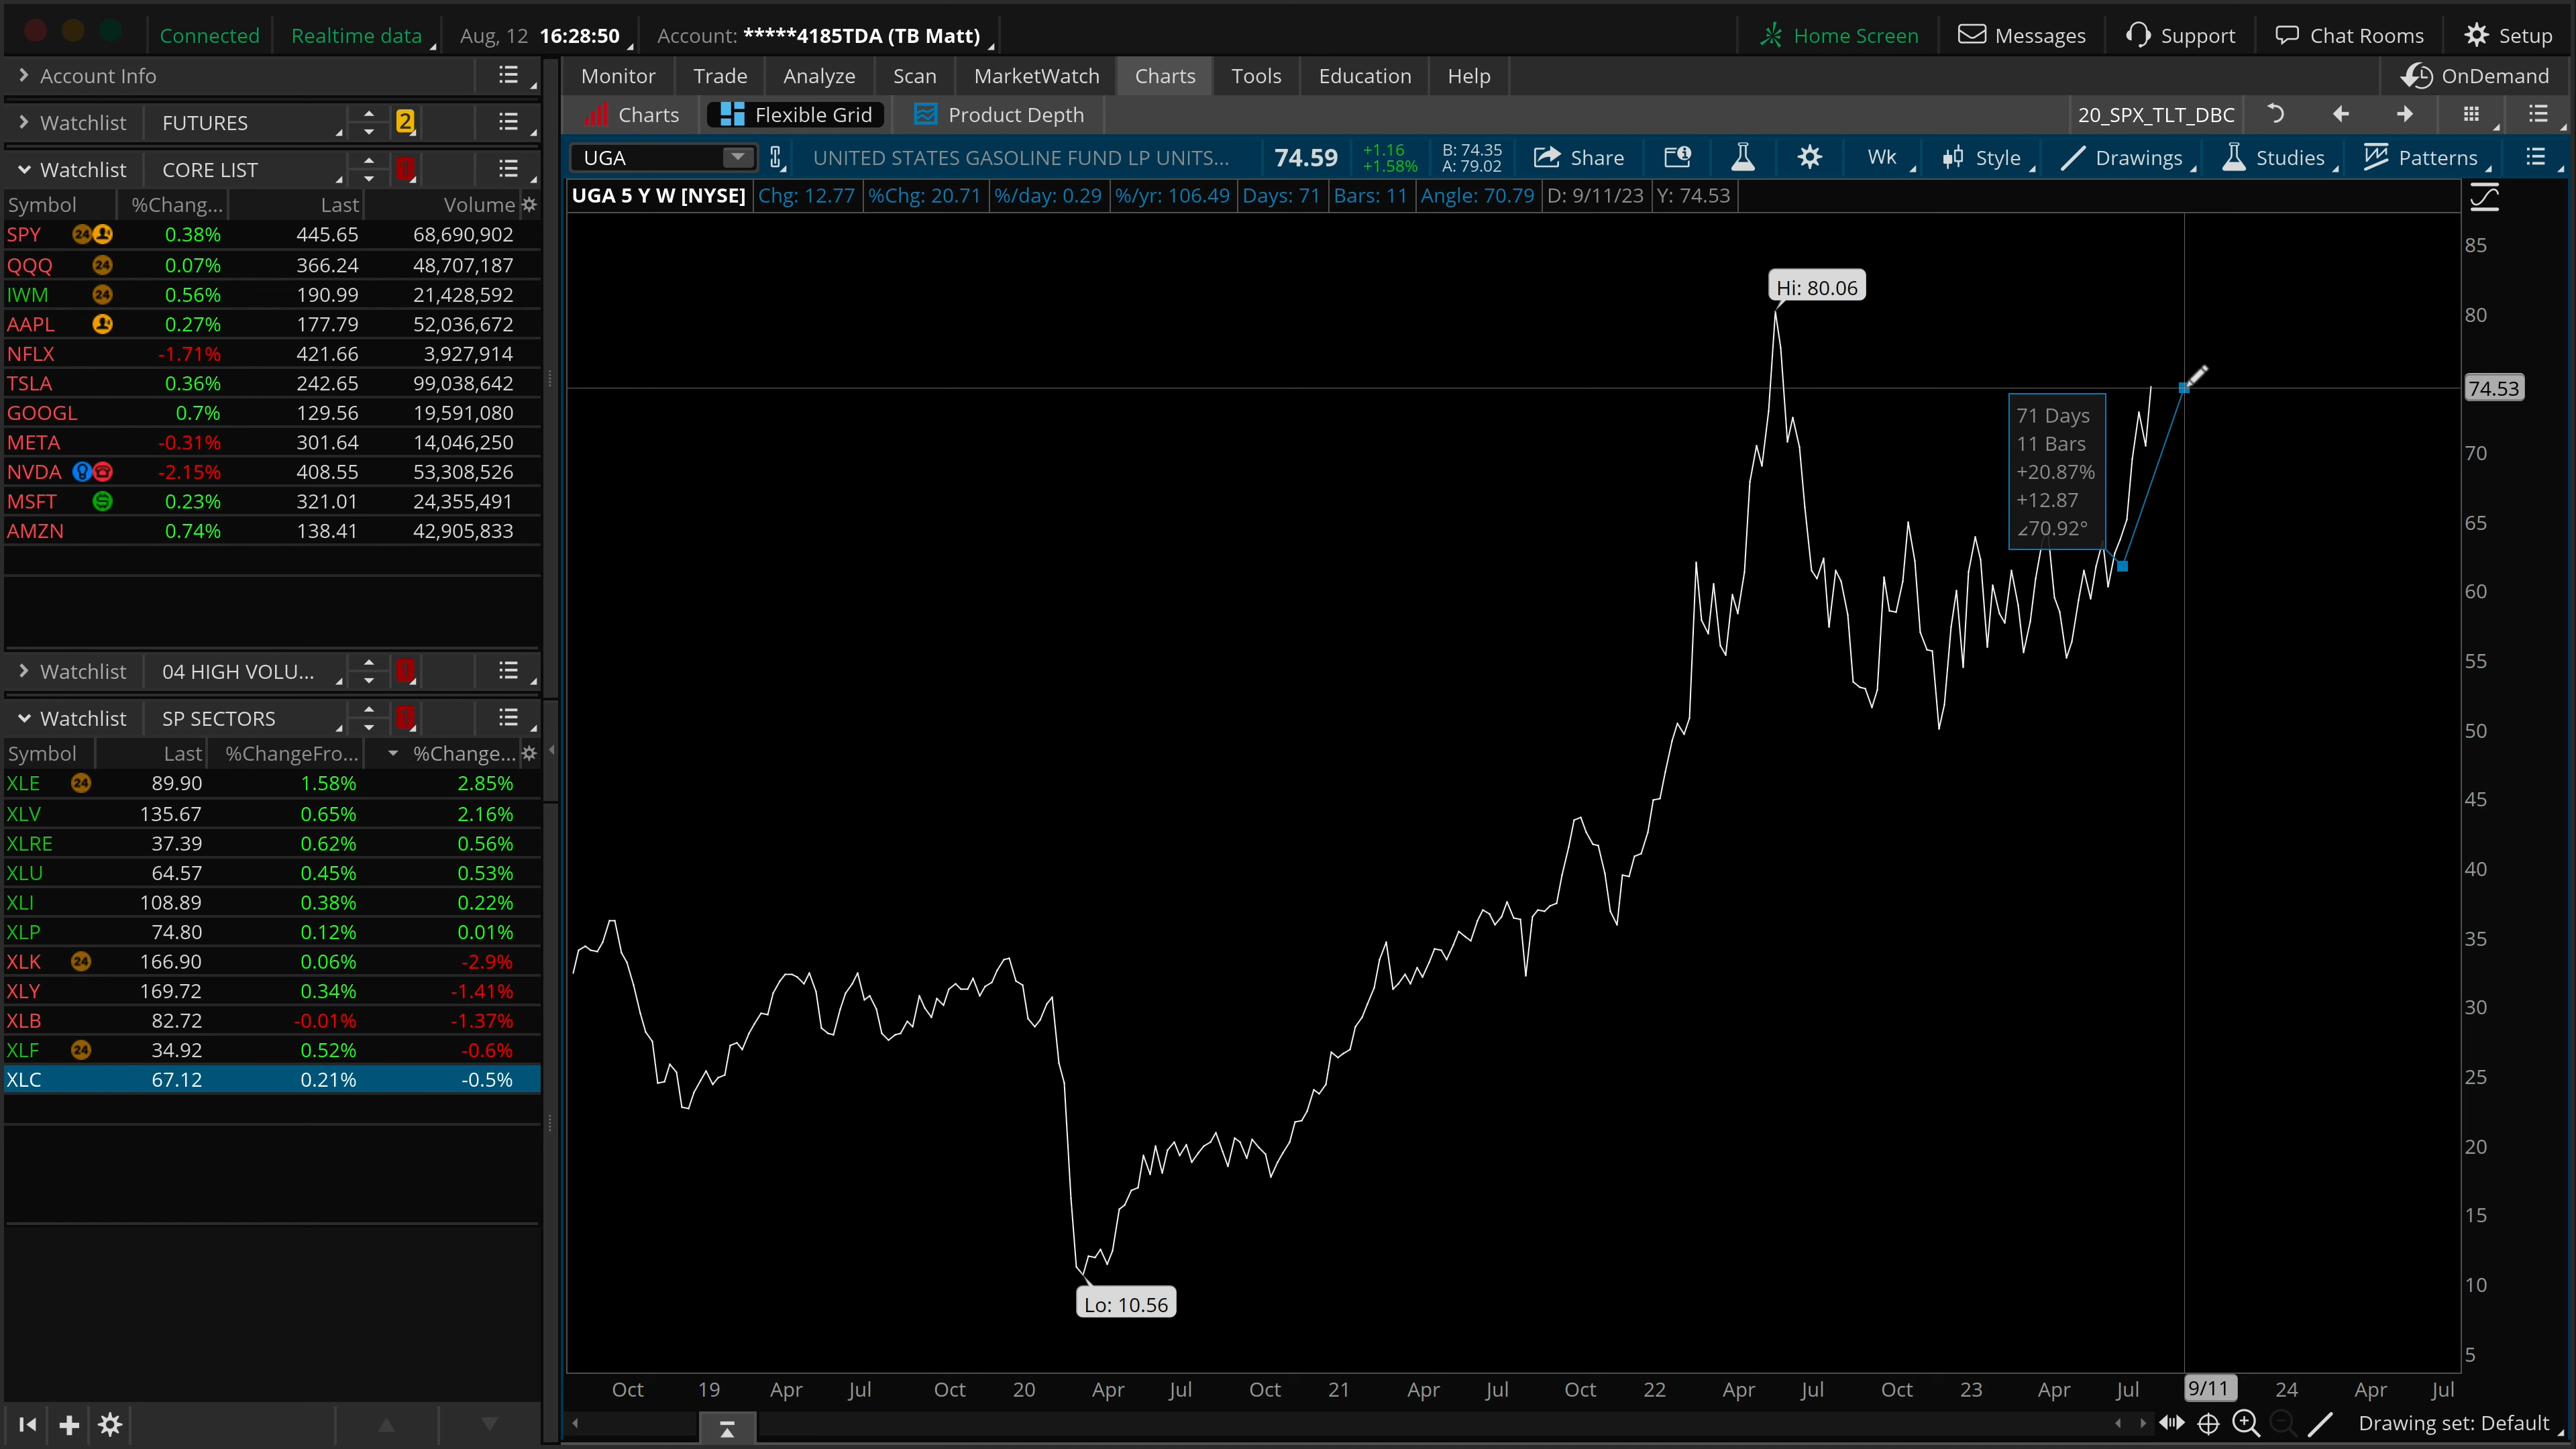 Connected Realtime data Aug, 12 16:28:50 Account: *****4185TDA (TB Matt) Home Screen Messages Support Chat Rooms Setup
Account Info
Watchlist FUTURES 2
Watchlist CORE LIST 1
Symbol %Chang... Last Volume
SPY 24 0.38% 445.65 68,690,902
QQQ 24 0.07% 366.24 48,707,187
IWM 24 0.56% 190.99 21,428,592
AAPL 0.27% 177.79 52,036,672
NFLX -1.71% 421.66 3,927,914
TSLA 0.36% 242.65 99,038,642
GOOGL 0.7% 129.56 19,591,080
META -0.31% 301.64 14,046,250
NVDA -2.15% 408.55 53,308,526
MSFT 0.23% 321.01 24,355,491
AMZN 0.74% 138.41 42,905,833
Watchlist 04 HIGH VOLU...
Watchlist SP SECTORS 1
Symbol Last %ChangeFro... %Change...
XLE 24 89.90 1.58% 2.85%
XLV 135.67 0.65% 2.16%
XLRE 37.39 0.62% 0.56%
XLU 64.57 0.45% 0.53%
XLI 108.89 0.38% 0.22%
XLP 74.80 0.12% 0.01%
XLK 24 166.90 0.06% -2.9%
XLY 169.72 0.34% -1.41%
XLB 82.72 -0.01% -1.37%
XLF 24 34.92 0.52% -0.6%
XLC 67.12 0.21% -0.5%
Monitor Trade Analyze Scan MarketWatch Charts Tools Education Help OnDemand
Charts Flexible Grid Product Depth 20_SPX_TLT_DBC
UGA UNITED STATES GASOLINE FUND LP UNITS... 74.59 +1.16 B: 74.35 Share Wk Style Drawings Studies Patterns
+1.58% A: 79.02
UGA 5 Y W [NYSE] Chg: 12.77 %Chg: 20.71 %/day: 0.29 %/yr: 106.49 Days: 71 Bars: 11 Angle: 70.79 D: 9/11/23 Y: 74.53
Hi: 80.06
71 Days
11 Bars
+20.87%
+12.87
∠70.92°
Lo: 10.56
85
80
74.53
70
65
60
55
50
45
40
35
30
25
20
15
10
5
Oct 19 Apr Jul Oct 20 Apr Jul Oct 21 Apr Jul Oct 22 Apr Jul Oct 23 Apr Jul 9/11 24 Apr Jul
Drawing set: Default